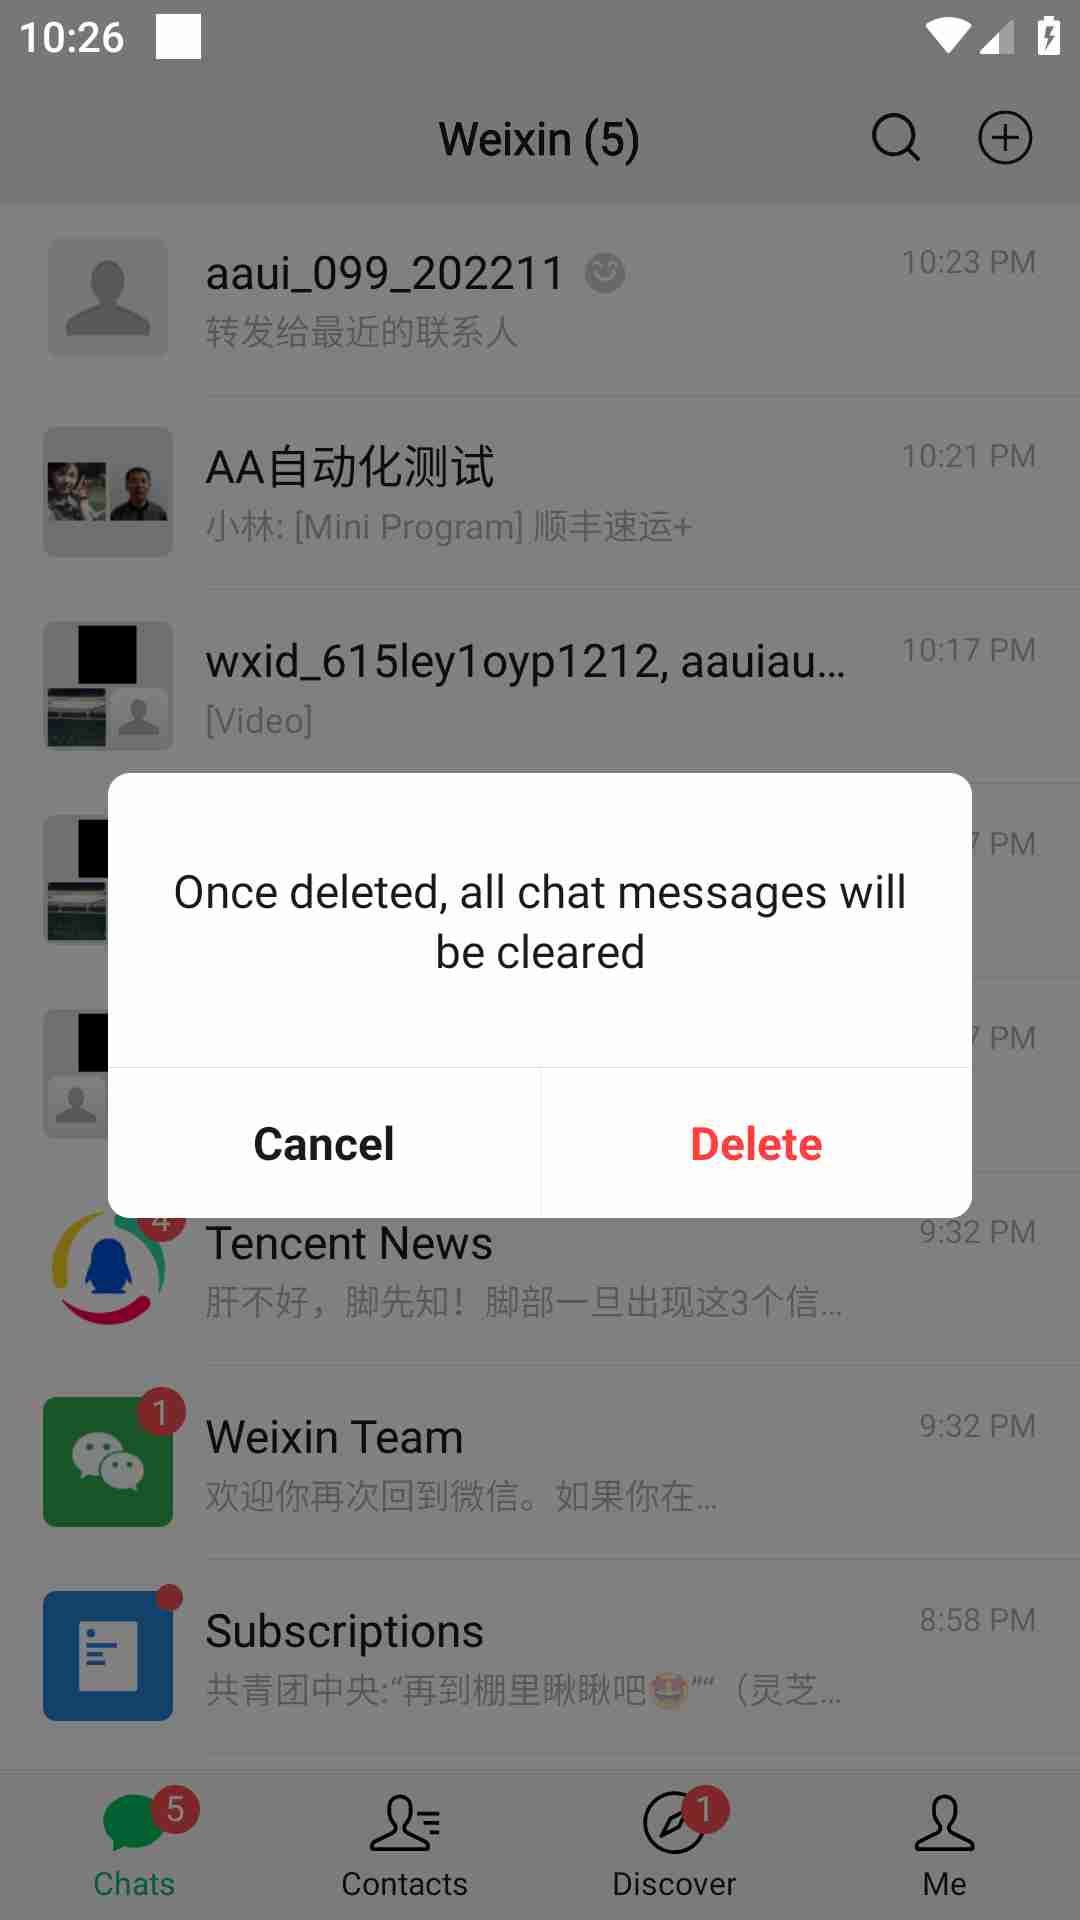 10:26
Weixin (5)
aaui_099_202211
10:23 PM
转发给最近的联系人
AA自动化测试
10:21 PM
小林: [Mini Program] 顺丰速运+
wxid_615ley1oyp1212, aauiau...
10:17 PM
[Video]
7 PM
Once deleted, all chat messages will
be cleared
7 PM
Cancel
Delete
4
Tencent News
9:32 PM
肝不好，脚先知！脚部一旦出现这3个信...
1
Weixin Team
9:32 PM
欢迎你再次回到微信。如果你在...
Subscriptions
8:58 PM
共青团中央:“再到棚里瞅瞅吧🤩”“（灵芝...
5
1
Chats
Contacts
Discover
Me